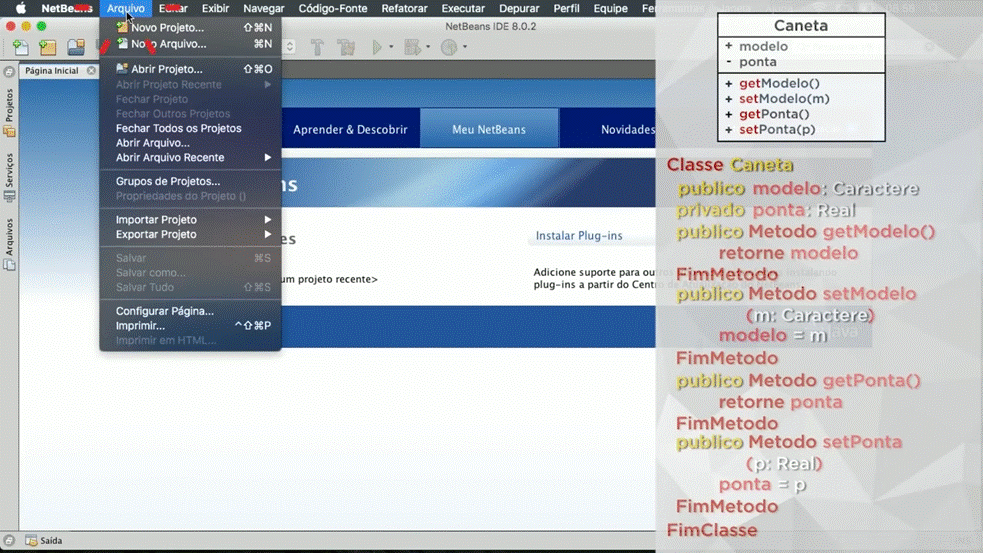 NetBeans Arquivo Editar Exibir Navegar Código-Fonte Refatorar Executar Depurar Perfil Equipe
NetBeans IDE 8.0.2
Página Inicial
Projetos
Serviços
Arquivos
Novo Projeto... ⇧⌘N
Novo Arquivo... ⌘N
Abrir Projeto... ⇧⌘O
Abrir Projeto Recente
Fechar Projeto
Fechar Outros Projetos
Fechar Todos os Projetos
Abrir Arquivo...
Abrir Arquivo Recente
Grupos de Projetos...
Propriedades do Projeto ()
Importar Projeto
Exportar Projeto
Salvar ⌘S
Salvar como...
Salvar Tudo ⇧⌘S
Configurar Página...
Imprimir... ^⇧⌘P
Imprimir em HTML...
Aprender & Descobrir Meu NetBeans Novidades
ns
es
um projeto recente>
Instalar Plug-ins
Adicione suporte para outros
plug-ins a partir do Centro de
Saída
Caneta
+ modelo
- ponta
+ getModelo()
+ setModelo(m)
+ getPonta()
+ setPonta(p)
Classe Caneta
publico modelo: Caractere
privado ponta: Real
publico Metodo getModelo()
retorne modelo
FimMetodo
publico Metodo setModelo
(m: Caractere)
modelo = m
FimMetodo
publico Metodo getPonta()
retorne ponta
FimMetodo
publico Metodo setPonta
(p: Real)
ponta = p
FimMetodo
FimClasse